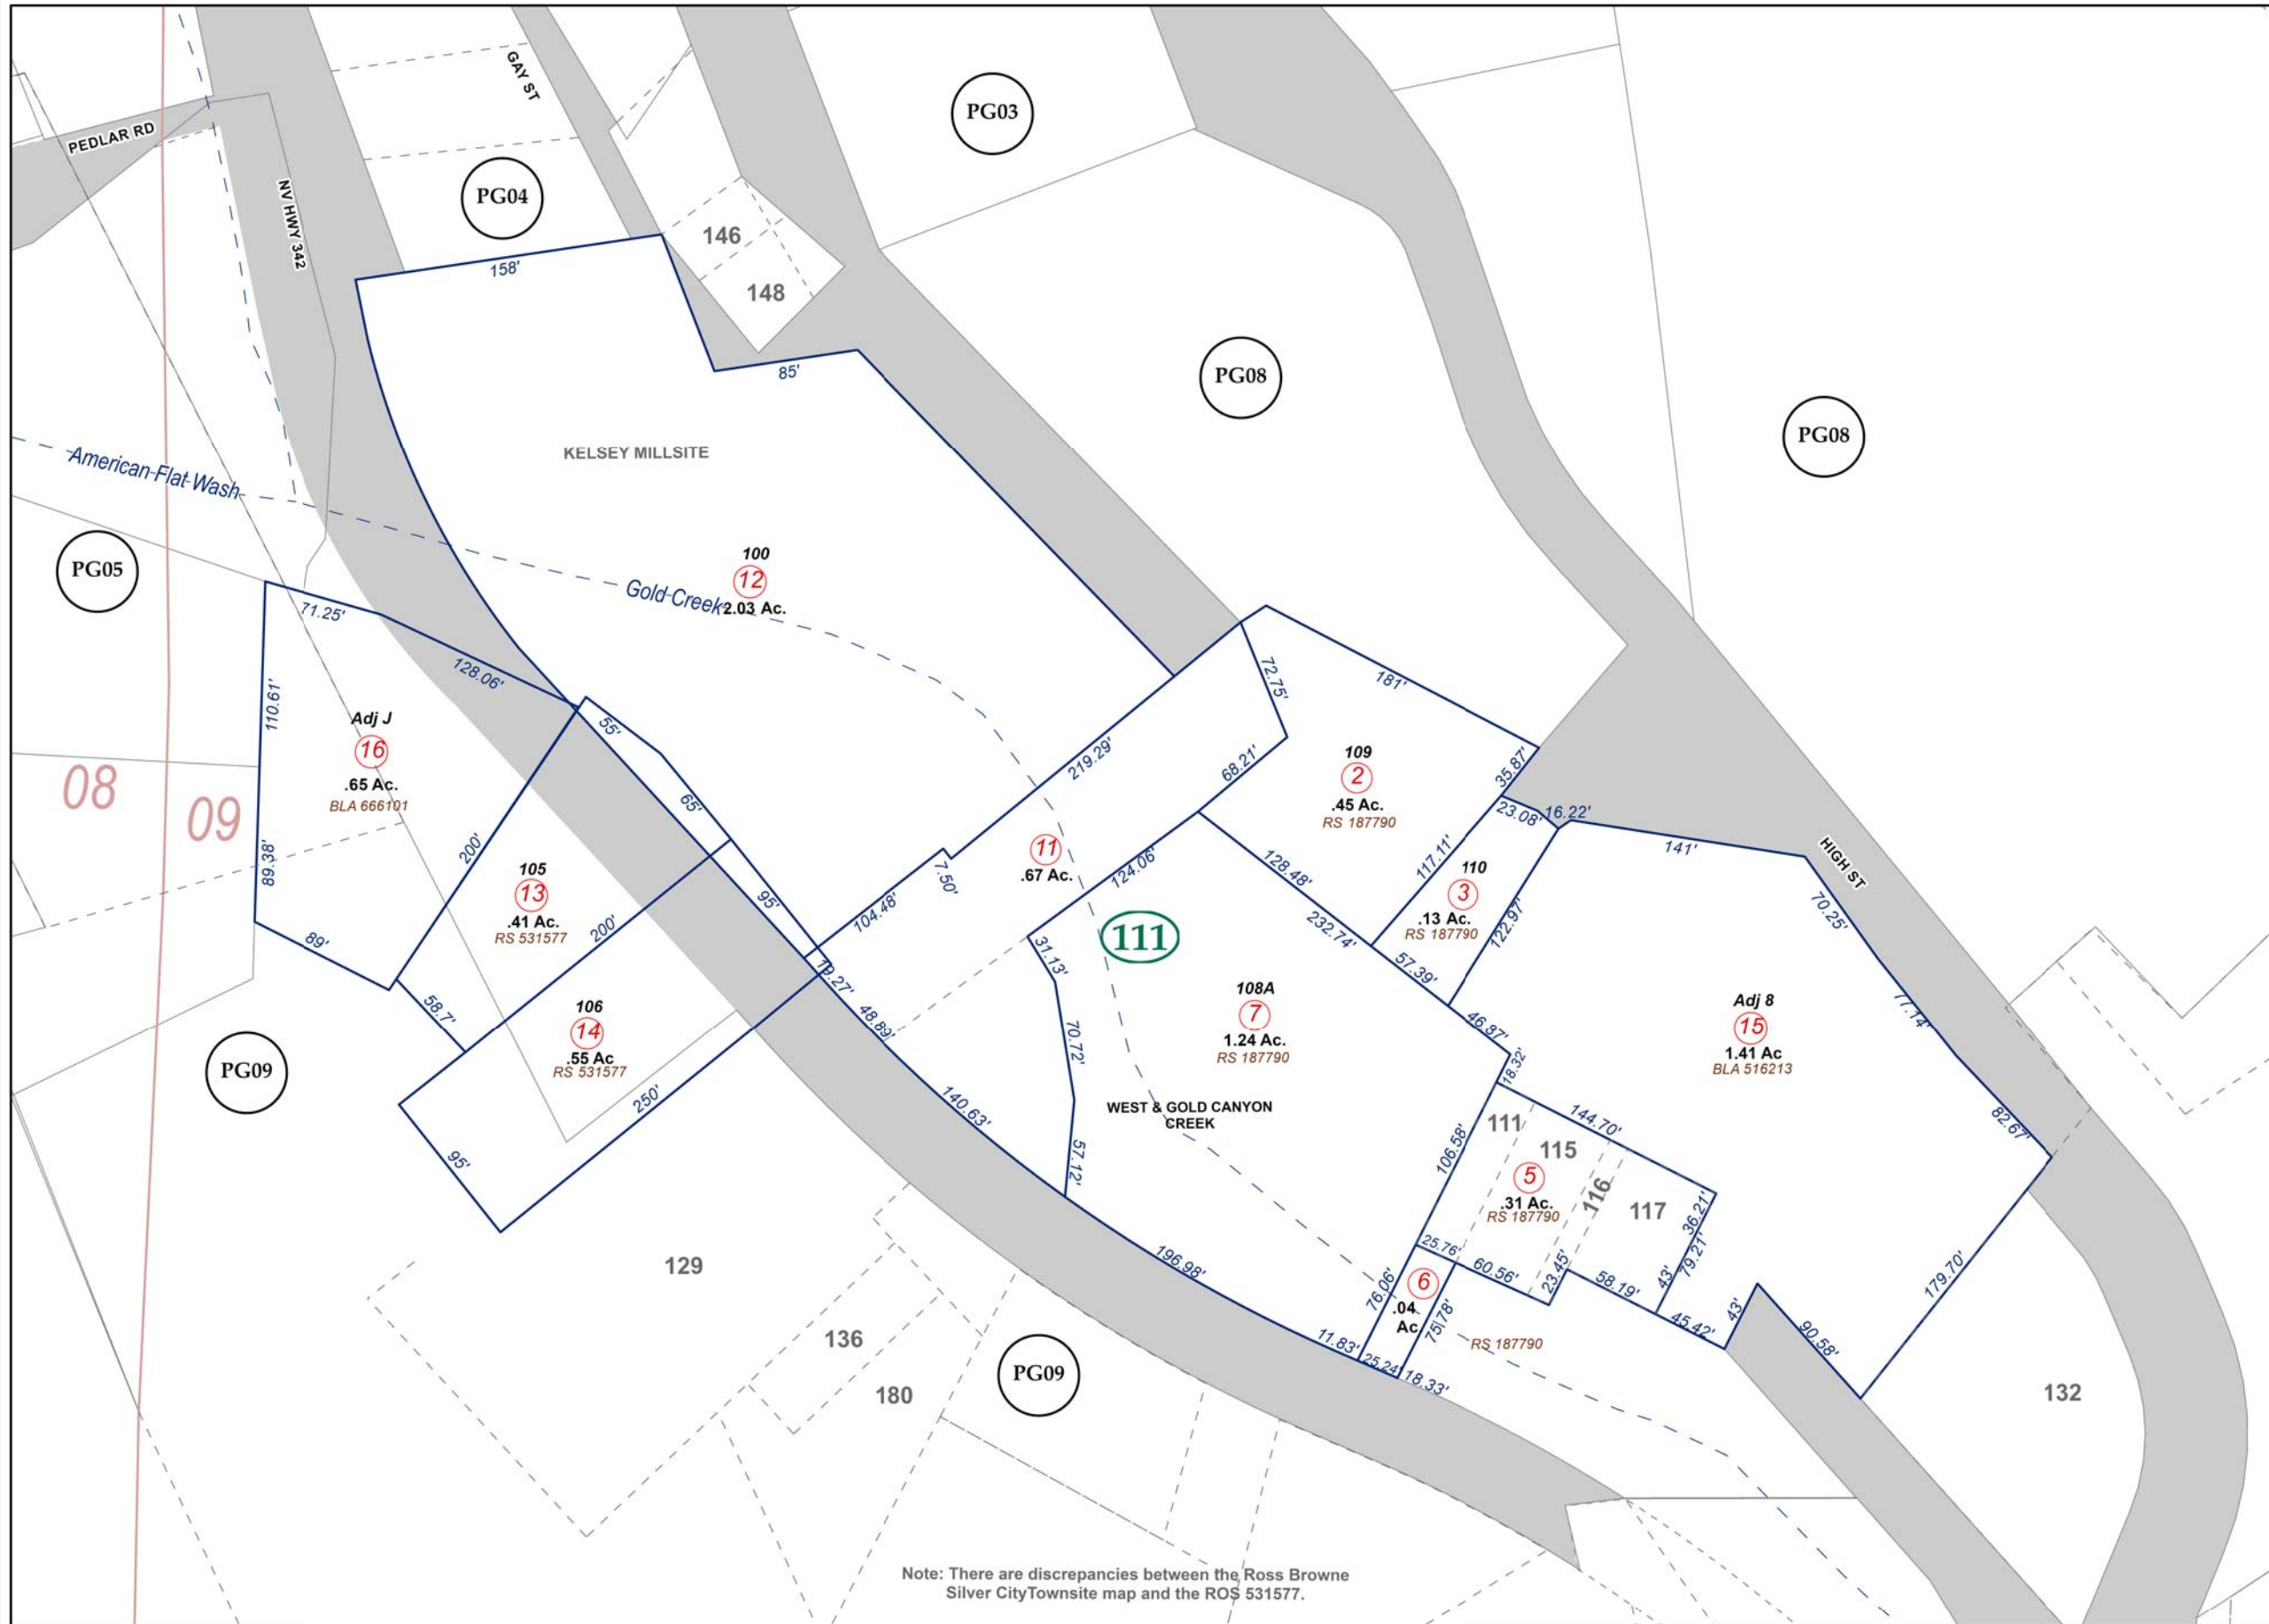 GAY ST
PEDLAR RD
PG03
PG04
NV HWY 342
146
148
158'
85'
PG08
PG08
KELSEY MILLSITE
American Flat Wash
PG05
100
12
2.03 Ac.
Gold Creek
71.25'
128.06'
110.61'
Adj J
16
.65 Ac.
BLA 666101
08
09
89.38'
89'
200'
55'
65'
95'
105
13
.41 Ac.
RS 531577
200'
58.7'
106
14
.55 Ac
RS 531577
250'
95'
PG09
219.29'
72.75'
68.21'
181'
109
2
.45 Ac.
RS 187790
35.87'
23.08'
16.22'
141'
HIGH ST
11
.67 Ac.
7.50'
104.48'
124.06'
128.48'
232.74'
117.11'
110
3
.13 Ac.
RS 187790
122.97'
57.39'
70.25'
77.14'
82.67'
111
31.13'
70.72'
57.12'
19.27'
48.89'
140.63'
108A
7
1.24 Ac.
RS 187790
46.37'
18.32'
Adj 8
15
1.41 Ac
BLA 516213
WEST & GOLD CANYON
CREEK
106.58'
111
144.70'
115
5
.31 Ac.
RS 187790
116
117
36.21'
79.21'
43'
25.76'
60.56'
23.45'
58.19'
45.42'
43'
90.58'
179.70'
196.98'
76.06'
6
.04
Ac
75.78'
11.83'
25.24'
18.33'
RS 187790
129
136
180
PG09
132
Note: There are discrepancies between the Ross Browne
Silver CityTownsite map and the ROS 531577.